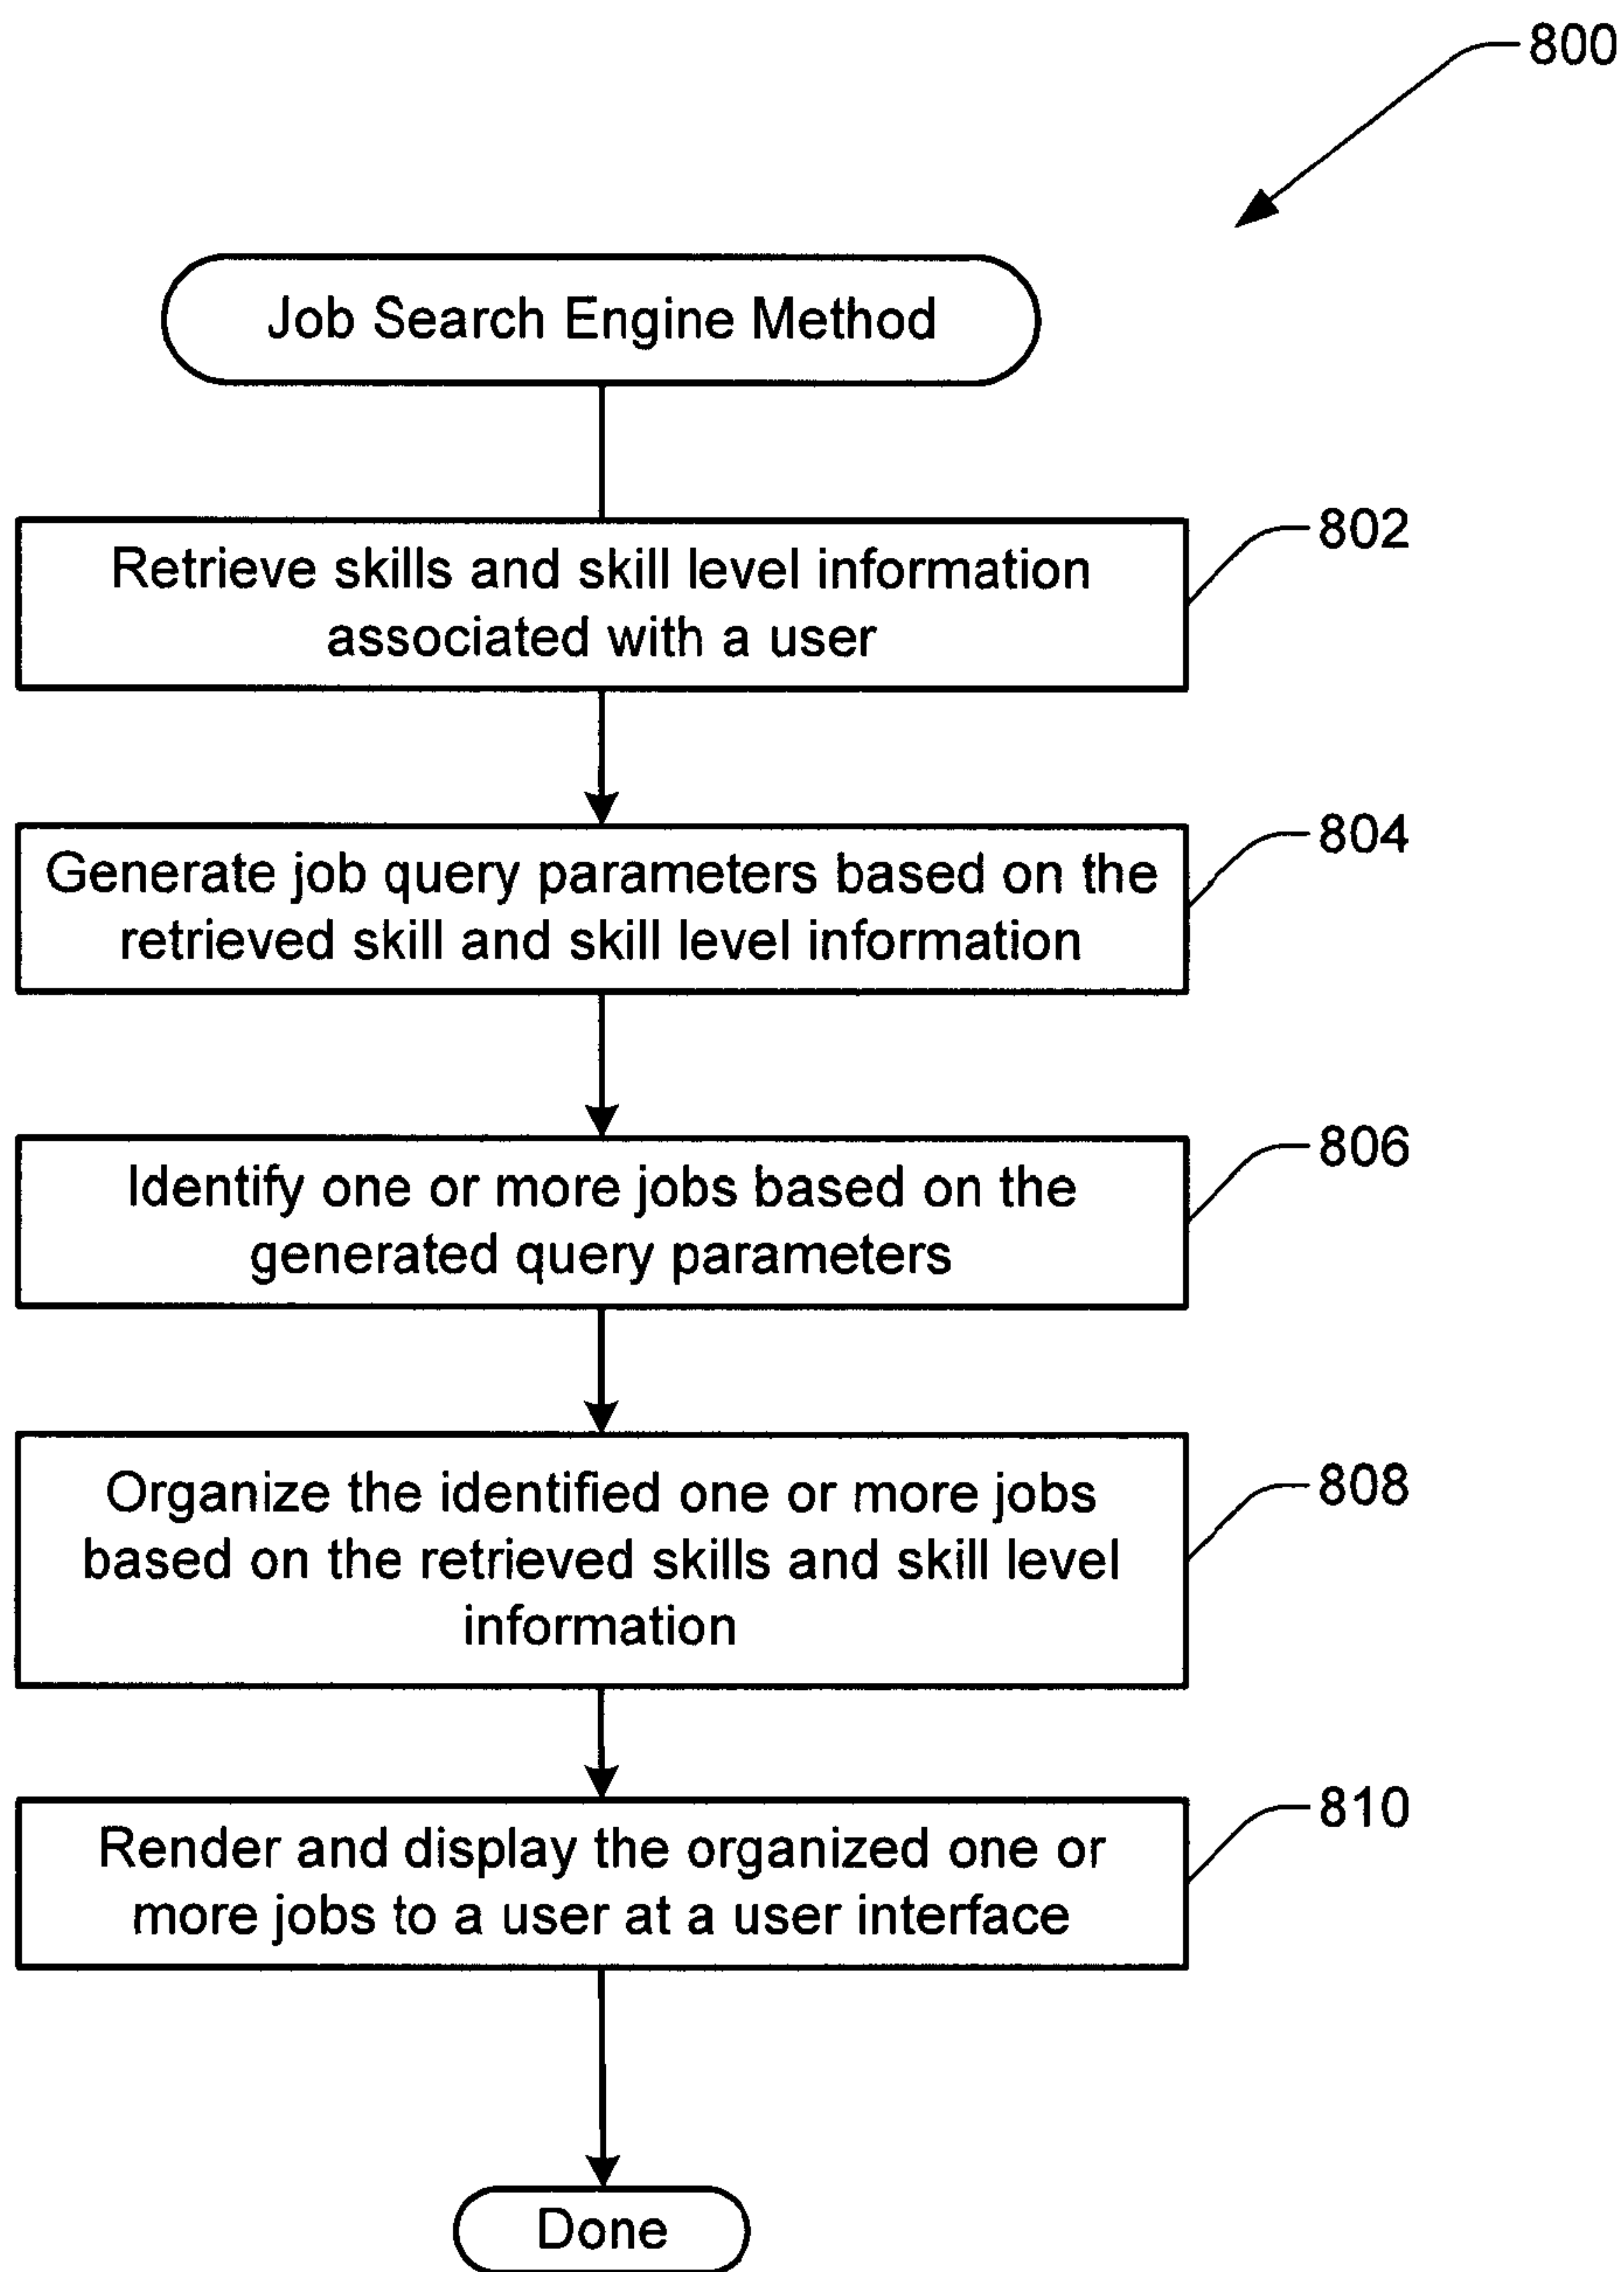 800
Job Search Engine Method
802
Retrieve skills and skill level information
associated with a user
804
Generate job query parameters based on the
retrieved skill and skill level information
806
Identify one or more jobs based on the
generated query parameters
808
Organize the identified one or more jobs
based on the retrieved skills and skill level
information
810
Render and display the organized one or
more jobs to a user at a user interface
Done